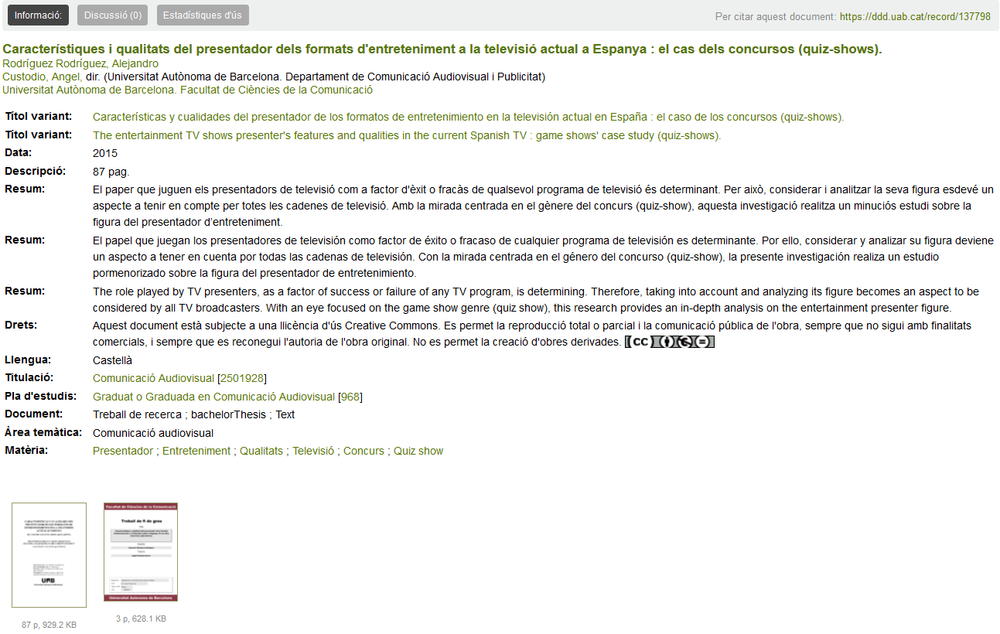 Informació:
Discussió (0)
Estadístiques d'ús
Per citar aquest document: https://ddd.uab.cat/record/137798
Característiques i qualitats del presentador dels formats d'entreteniment a la televisió actual a Espanya : el cas dels concursos (quiz-shows).
Rodríguez Rodríguez, Alejandro
Custodio, Angel, dir. (Universitat Autònoma de Barcelona. Departament de Comunicació Audiovisual i Publicitat)
Universitat Autònoma de Barcelona. Facultat de Ciències de la Comunicació
Títol variant: Características y cualidades del presentador de los formatos de entretenimiento en la televisión actual en España : el caso de los concursos (quiz-shows).
Títol variant: The entertainment TV shows presenter's features and qualities in the current Spanish TV : game shows' case study (quiz-shows).
Data: 2015
Descripció: 87 pag.
Resum: El paper que juguen els presentadors de televisió com a factor d'èxit o fracàs de qualsevol programa de televisió és determinant. Per això, considerar i analitzar la seva figura esdevé un
aspecte a tenir en compte per totes les cadenes de televisió. Amb la mirada centrada en el gènere del concurs (quiz-show), aquesta investigació realitza un minuciós estudi sobre la
figura del presentador d’entreteniment.
Resum: El papel que juegan los presentadores de televisión como factor de éxito o fracaso de cualquier programa de televisión es determinante. Por ello, considerar y analizar su figura deviene
un aspecto a tener en cuenta por todas las cadenas de televisión. Con la mirada centrada en el género del concurso (quiz-show), la presente investigación realiza un estudio
pormenorizado sobre la figura del presentador de entretenimiento.
Resum: The role played by TV presenters, as a factor of success or failure of any TV program, is determining. Therefore, taking into account and analyzing its figure becomes an aspect to be
considered by all TV broadcasters. With an eye focused on the game show genre (quiz show), this research provides an in-depth analysis on the entertainment presenter figure.
Drets: Aquest document està subjecte a una llicència d'ús Creative Commons. Es permet la reproducció total o parcial i la comunicació pública de l'obra, sempre que no sigui amb finalitats
comercials, i sempre que es reconegui l'autoria de l'obra original. No es permet la creació d'obres derivades. CC
Llengua: Castellà
Titulació: Comunicació Audiovisual [2501928]
Pla d'estudis: Graduat o Graduada en Comunicació Audiovisual [968]
Document: Treball de recerca ; bachelorThesis ; Text
Àrea temàtica: Comunicació audiovisual
Matèria: Presentador ; Entreteniment ; Qualitats ; Televisió ; Concurs ; Quiz show
Facultat de Ciències de la Comunicació
Treball de fi de grau
UAB
Universitat Autònoma de Barcelona
87 p, 929.2 KB
3 p, 628.1 KB